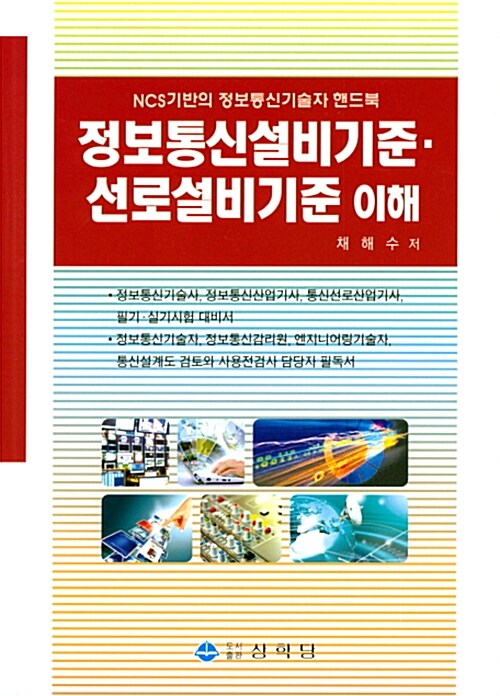 NCS기반의 정보통신기술자 핸드북
정보통신설비기준·
선로설비기준 이해
채해수 저
• 정보통신기술사, 정보통신산업기사, 통신선로산업기사,
필기·실기시험 대비서
• 정보통신기술자, 정보통신감리원, 엔지니어링기술자,
통신설계도 검토와 사용전검사 담당자 필독서
도서
출판 상학당